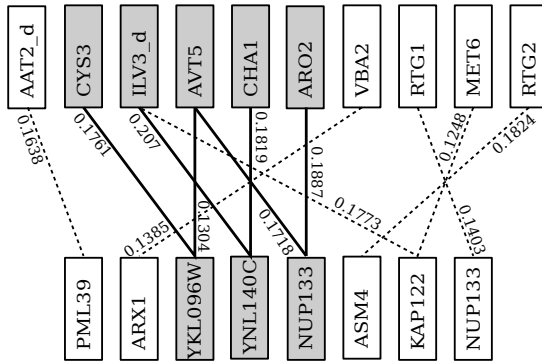 AAT2_d
CYS3
ILV3_d
AVT5
CHA1
ARO2
VBA2
RTG1
MET6
RTG2
0.1638
0.1761
0.207
0.1819
0.1887
0.1248
0.1824
0.1385
0.1304
0.1718
0.1773
0.1403
PML39
ARX1
YKL096W
YNL140C
NUP133
ASM4
KAP122
NUP133